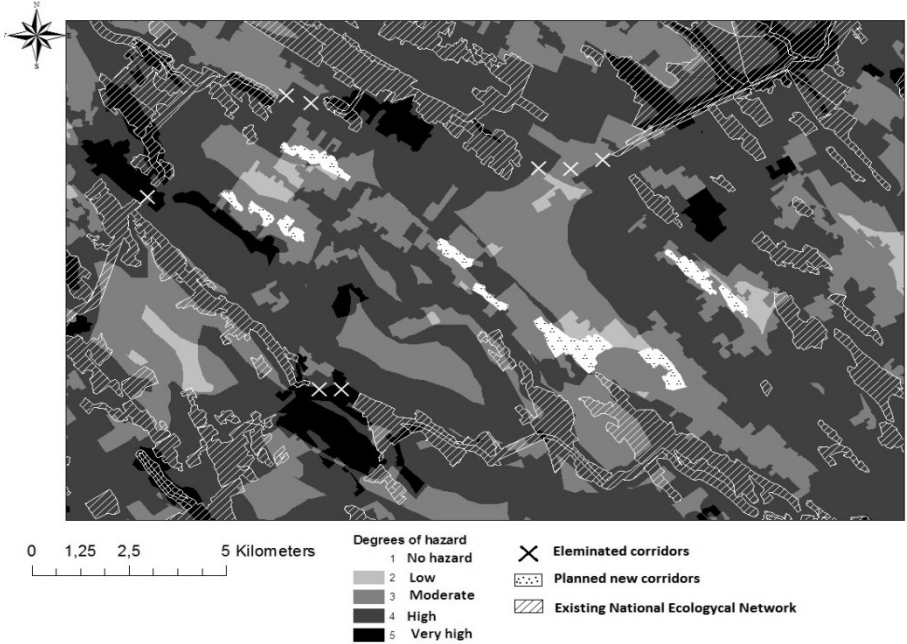 N
E
S
0 1,25 2,5 5 Kilometers
Degrees of hazard
1 No hazard
2 Low
3 Moderate
4 High
5 Very high
Eleminated corridors
Planned new corridors
Existing National Ecologycal Network